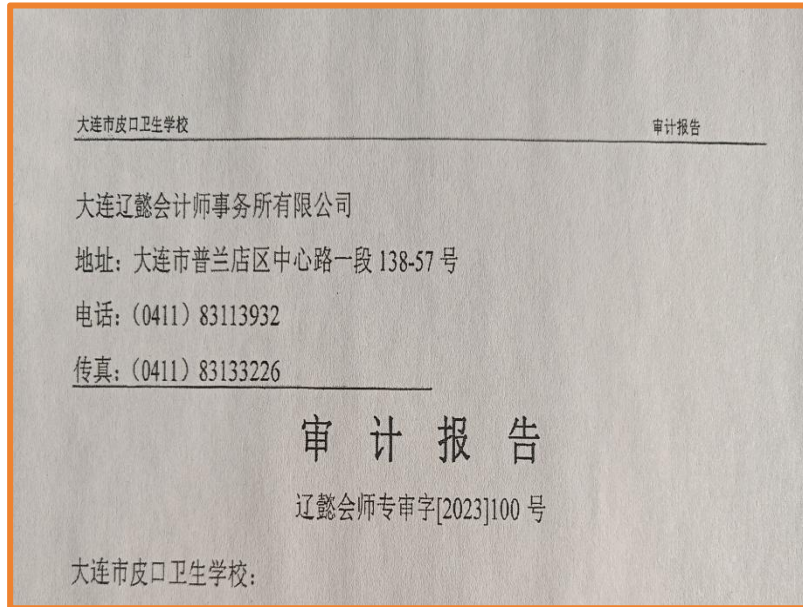 大连市皮口卫生学校 审计报告
大连辽懿会计师事务所有限公司
地址：大连市普兰店区中心路一段 138-57 号
电话：（0411）83113932
传真：（0411）83133226
审 计 报 告
辽懿会师专审字[2023]100 号
大连市皮口卫生学校：